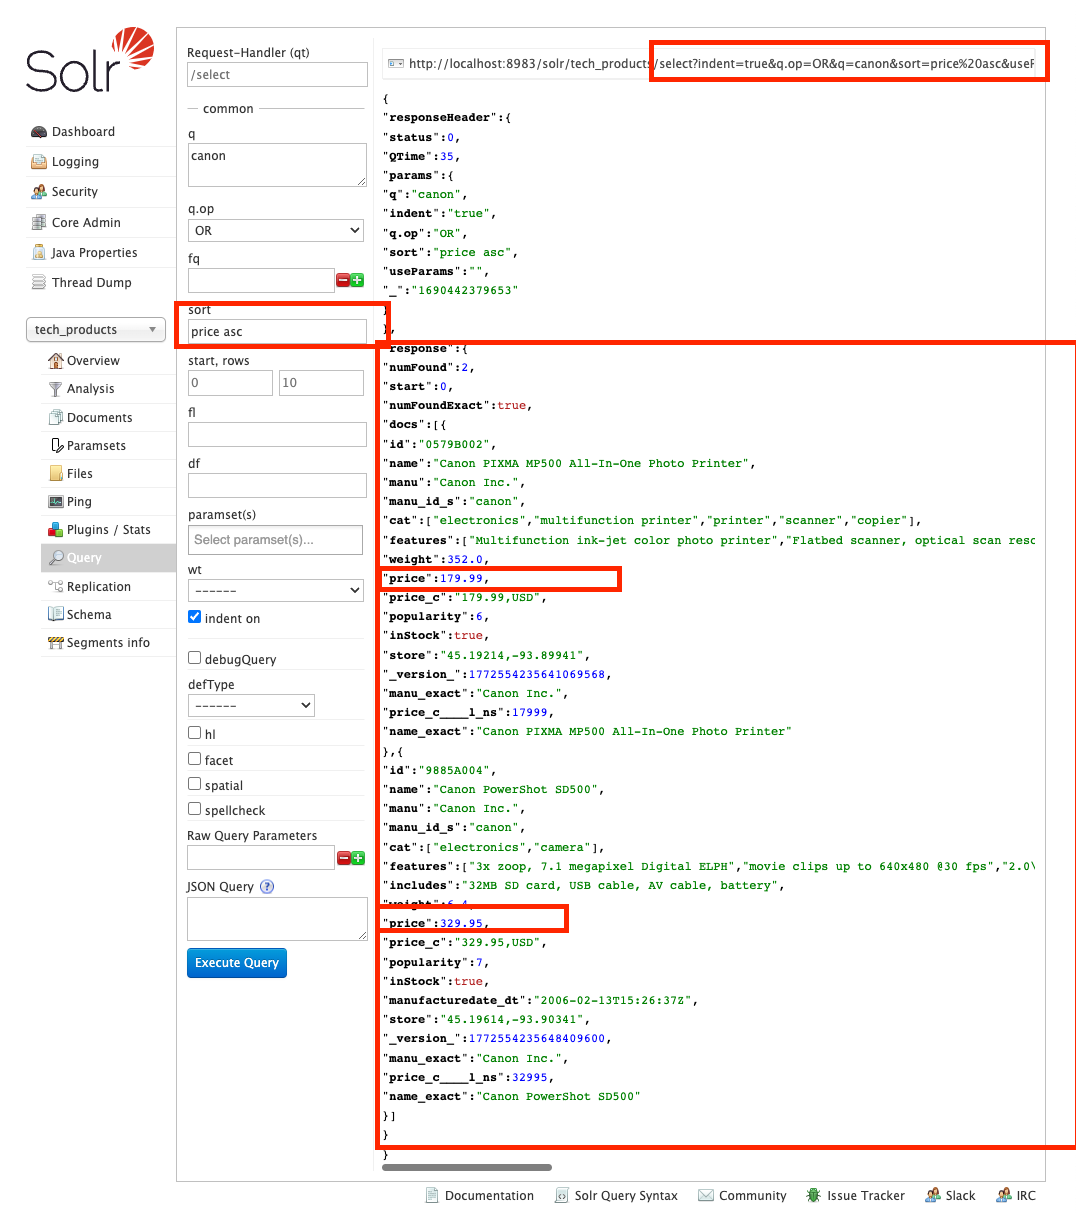 Solr
Dashboard
Logging
Security
Core Admin
Java Properties
Thread Dump
tech_products
Overview
Analysis
Documents
Paramsets
Files
Ping
Plugins / Stats
Query
Replication
Schema
Segments info
Request-Handler (qt)
/select
common
q
canon
q.op
OR
fq
sort
price asc
start, rows
0 10
fl
df
paramset(s)
Select paramset(s)...
wt
------
indent on
debugQuery
defType
------
hl
facet
spatial
spellcheck
Raw Query Parameters
JSON Query ?
Execute Query
http://localhost:8983/solr/tech_products/select?indent=true&q.op=OR&q=canon&sort=price%20asc&useP
{
"responseHeader":{
"status":0,
"QTime":35,
"params":{
"q":"canon",
"indent":"true",
"q.op":"OR",
"sort":"price asc",
"useParams":"",
"_":"1690442379653"
}
},
"response":{
"numFound":2,
"start":0,
"numFoundExact":true,
"docs":[{
"id":"0579B002",
"name":"Canon PIXMA MP500 All-In-One Photo Printer",
"manu":"Canon Inc.",
"manu_id_s":"canon",
"cat":["electronics","multifunction printer","printer","scanner","copier"],
"features":["Multifunction ink-jet color photo printer","Flatbed scanner, optical scan reso
"weight":352.0,
"price":179.99,
"price_c":"179.99,USD",
"popularity":6,
"inStock":true,
"store":"45.19214,-93.89941",
"_version_":1772554235641069568,
"manu_exact":"Canon Inc.",
"price_c____l_ns":17999,
"name_exact":"Canon PIXMA MP500 All-In-One Photo Printer"
},{
"id":"9885A004",
"name":"Canon PowerShot SD500",
"manu":"Canon Inc.",
"manu_id_s":"canon",
"cat":["electronics","camera"],
"features":["3x zoop, 7.1 megapixel Digital ELPH","movie clips up to 640x480 @30 fps","2.0\
"includes":"32MB SD card, USB cable, AV cable, battery",
"weight":6.4,
"price":329.95,
"price_c":"329.95,USD",
"popularity":7,
"inStock":true,
"manufacturedate_dt":"2006-02-13T15:26:37Z",
"store":"45.19614,-93.90341",
"_version_":1772554235648409600,
"manu_exact":"Canon Inc.",
"price_c____l_ns":32995,
"name_exact":"Canon PowerShot SD500"
}]
}
}
Documentation Solr Query Syntax Community Issue Tracker Slack IRC